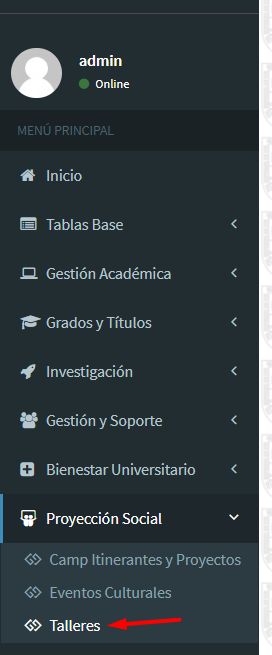 admin
Online
MENÚ PRINCIPAL
Inicio
Tablas Base
Gestión Académica
Grados y Títulos
Investigación
Gestión y Soporte
Bienestar Universitario
Proyección Social
Camp Itinerantes y Proyectos
Eventos Culturales
Talleres